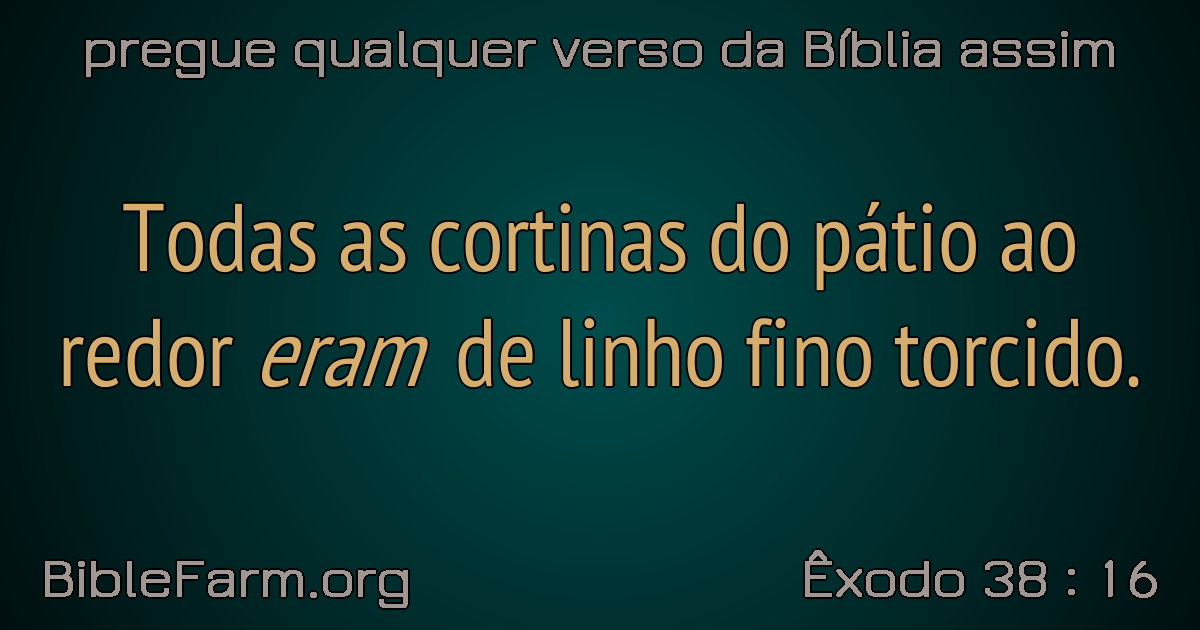 pregue qualquer verso da Bíblia assim
Todas as cortinas do pátio ao
redor eram de linho fino torcido.
BibleFarm.org
Êxodo 38 : 16